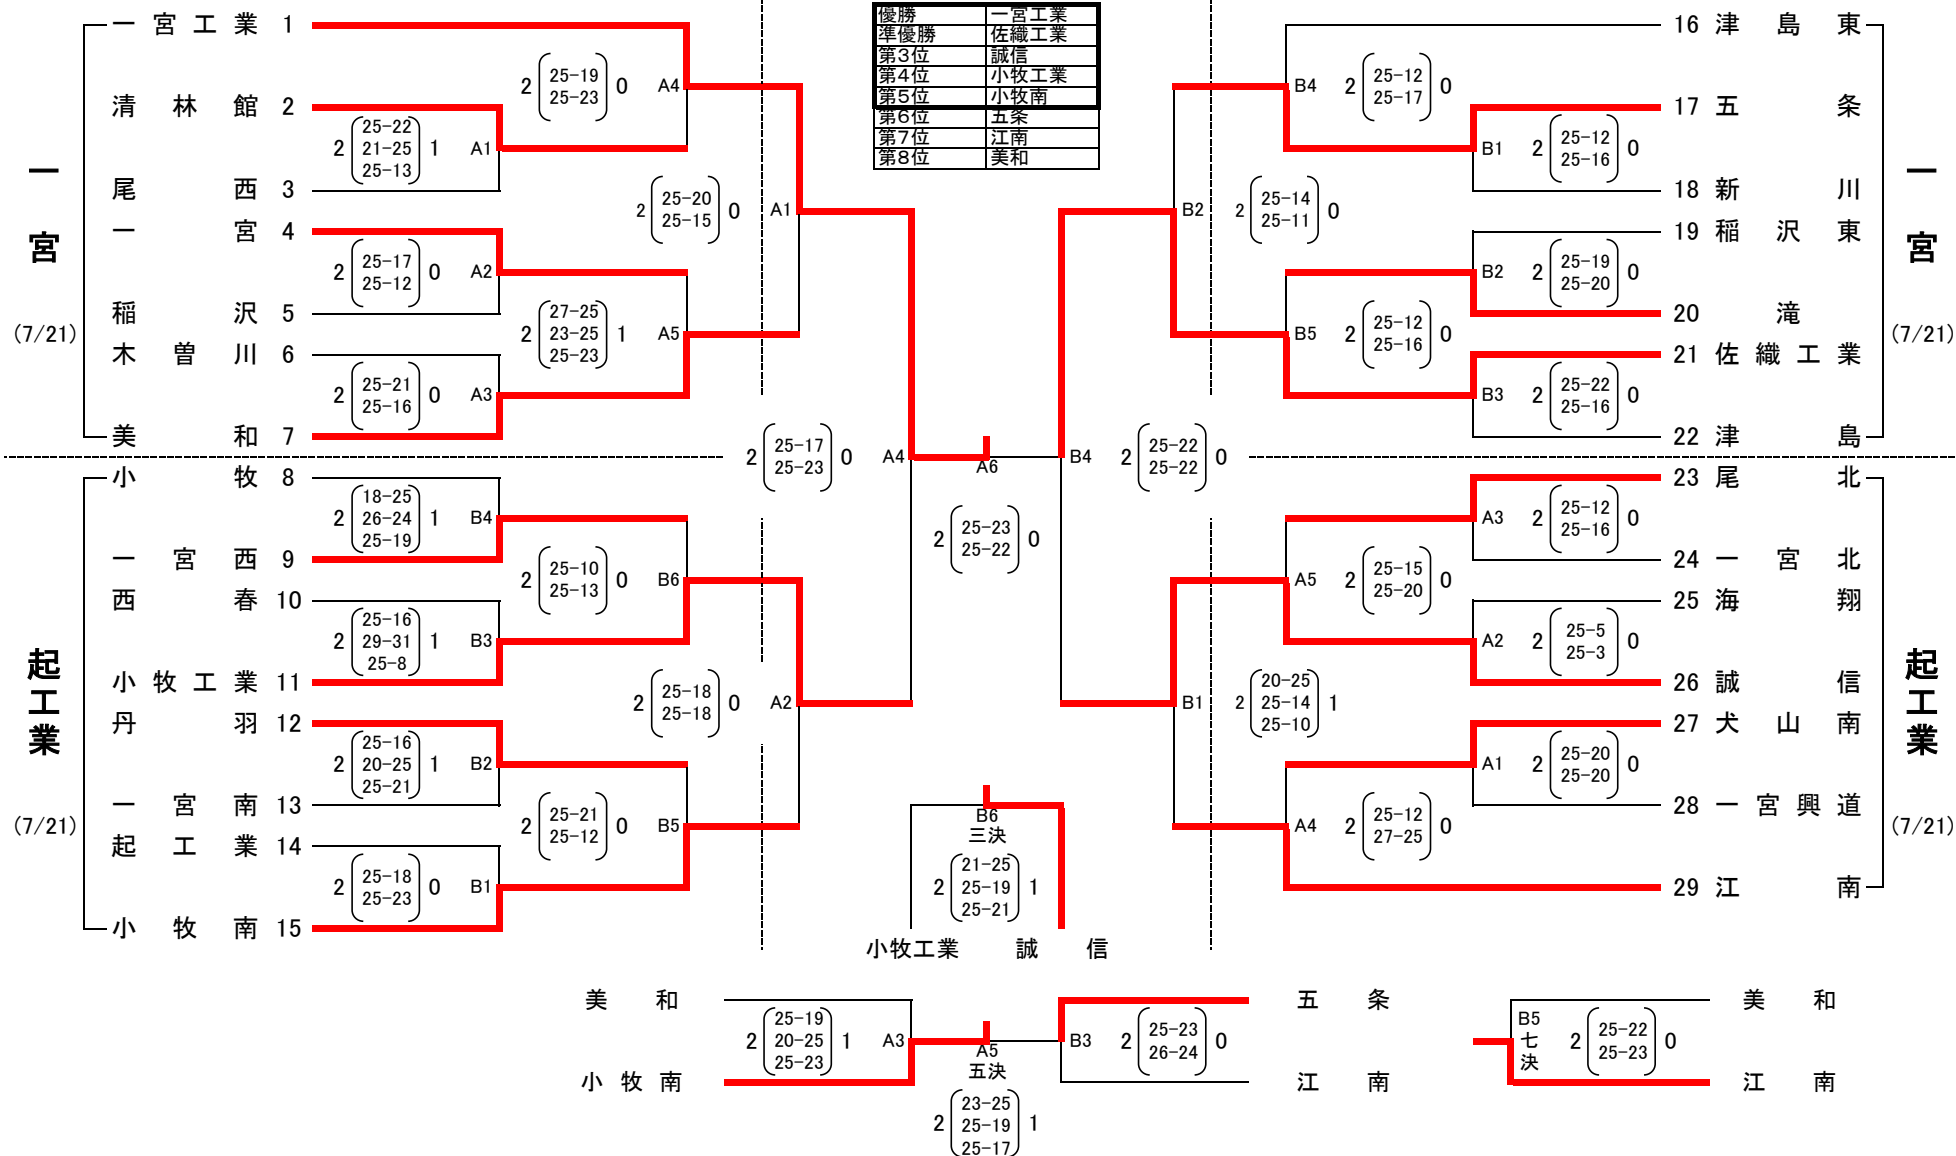 優勝 一宮工業
準優勝 佐織工業
第3位 誠信
第4位 小牧工業
第5位 小牧南
第6位 五条
第7位 江南
第8位 美和
一宮
(7/21)
一宮工業 1
清林館 2
尾西 3
一宮 4
稲沢 5
木曽川 6
美和 7
2 25-19 25-23 0 A4
2 25-22 21-25 25-13 1 A1
2 25-20 25-15 0 A1
2 25-17 25-12 0 A2
2 27-25 23-25 25-23 1 A5
2 25-21 25-16 0 A3
2 25-17 25-23 0 A4
起工業
(7/21)
小牧 8
一宮西 9
西春 10
小牧工業 11
丹羽 12
一宮南 13
起工業 14
小牧南 15
2 18-25 26-24 25-19 1 B4
2 25-10 25-13 0 B6
2 25-16 29-31 25-8 1 B3
2 25-18 25-18 0 A2
2 25-16 20-25 25-21 1 B2
2 25-21 25-12 0 B5
2 25-18 25-23 0 B1
A6
2 25-23 25-22 0
B6
三決
2 21-25 25-19 25-21 1
小牧工業 誠信
一宮
(7/21)
16 津島東
17 五条
18 新川
19 稲沢東
20 滝
21 佐織工業
22 津島
B4 2 25-12 25-17 0
B1 2 25-12 25-16 0
B2 2 25-14 25-11 0
B2 2 25-19 25-20 0
B5 2 25-12 25-16 0
B3 2 25-22 25-16 0
B4 2 25-22 25-22 0
起工業
(7/21)
23 尾北
24 一宮北
25 海翔
26 誠信
27 犬山南
28 一宮興道
29 江南
A3 2 25-12 25-16 0
A5 2 25-15 25-20 0
A2 2 25-5 25-3 0
B1 2 20-25 25-14 25-10 1
A1 2 25-20 25-20 0
A4 2 25-12 27-25 0
美和
2 25-19 20-25 25-23 1 A3
小牧南
A5
五決
2 23-25 25-19 25-17 1
五条
B3 2 25-23 26-24 0
江南
美和
B5
七決
2 25-22 25-23 0
江南